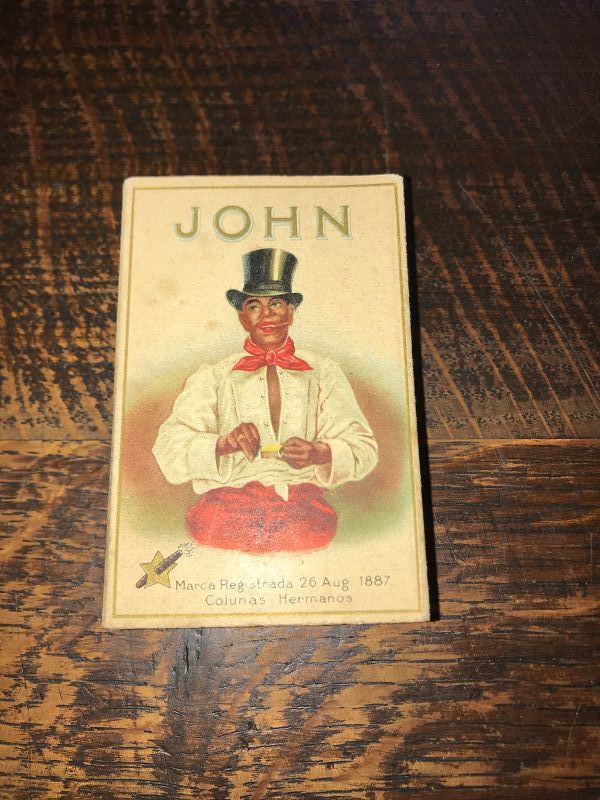 JOHN
Marca Registrada 26 Aug 1887
Colunas Hermanos